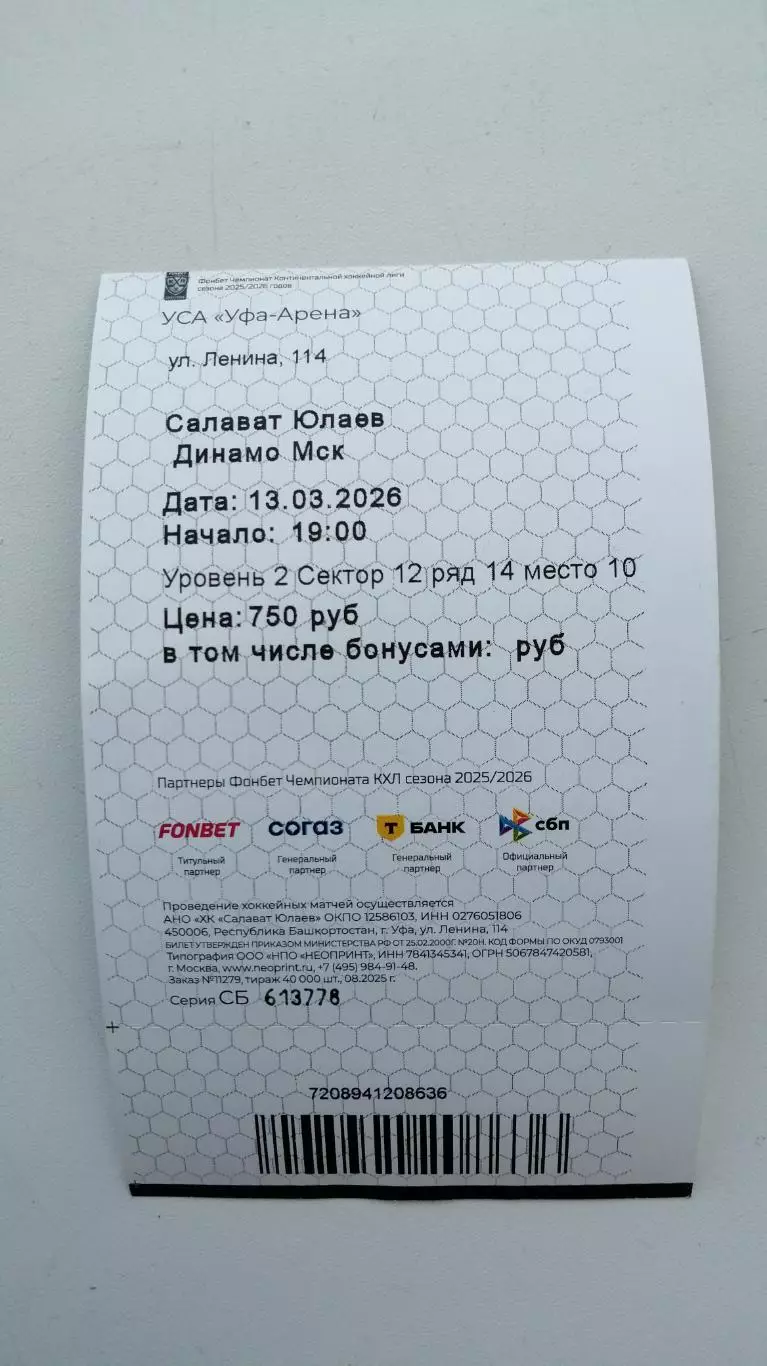 Фонбет Чемпионат Континентальной хоккейной лиги
сезона 2025/2026 годов
УСА «Уфа-Арена»
ул. Ленина, 114
Салават Юлаев
Динамо Мск
Дата: 13.03.2026
Начало: 19:00
Уровень 2 Сектор 12 ряд 14 место 10
Цена: 750 руб
в том числе бонусами: руб
Партнеры Фонбет Чемпионата КХЛ сезона 2025/2026
FONBET согаз Т БАНК сбп
Титульный партнер Генеральный партнер Генеральный партнер Официальный партнер
Проведение хоккейных матчей осуществляется
АНО «ХК «Салават Юлаев» ОКПО 12586103, ИНН 0276051806
450006, Республика Башкортостан, г. Уфа, ул. Ленина, 114
БИЛЕТ УТВЕРЖДЕН ПРИКАЗОМ МИНИСТЕРСТВА РФ ОТ 25.02.2000Г. №20Н. КОД ФОРМЫ ПО ОКУД 0793001
Типография ООО «НПО «НЕОПРИНТ», ИНН 7841345341, ОГРН 5067847420581,
г. Москва, www.neoprint.ru, +7 (495) 984-91-48.
Заказ №11279, тираж 40 000 шт., 08.2025 г.
Серия СБ 613778
7208941208636